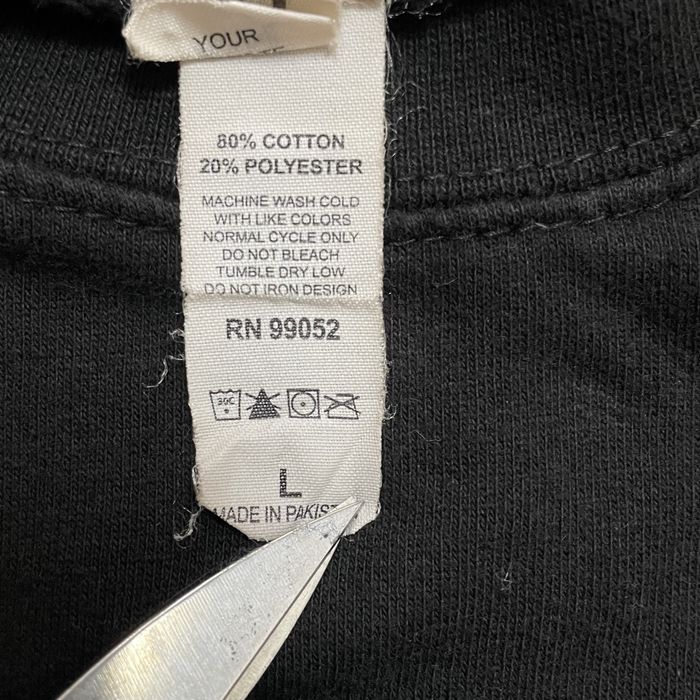 YOUR
80% COTTON
20% POLYESTER
MACHINE WASH COLD
WITH LIKE COLORS
NORMAL CYCLE ONLY
DO NOT BLEACH
TUMBLE DRY LOW
DO NOT IRON DESIGN
RN 99052
30C
L
MADE IN